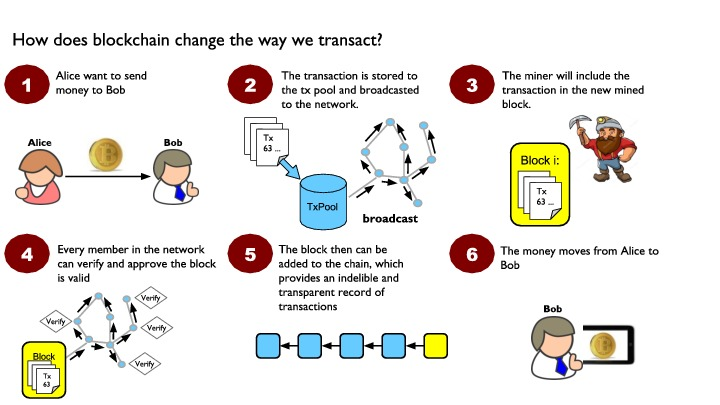 How does blockchain change the way we transact?
1
Alice want to send
money to Bob
Alice
Bob
2
The transaction is stored to
the tx pool and broadcasted
to the network.
Tx
63 ...
TxPool
broadcast
3
The miner will include the
transaction in the new mined
block.
Block i:
Tx
63 ...
4
Every member in the network
can verify and approve the block
is valid
Verify
Verify
Verify
Verify
Block
Tx
63
5
The block then can be
added to the chain, which
provides an indelible and
transparent record of
transactions
6
The money moves from Alice to
Bob
Bob